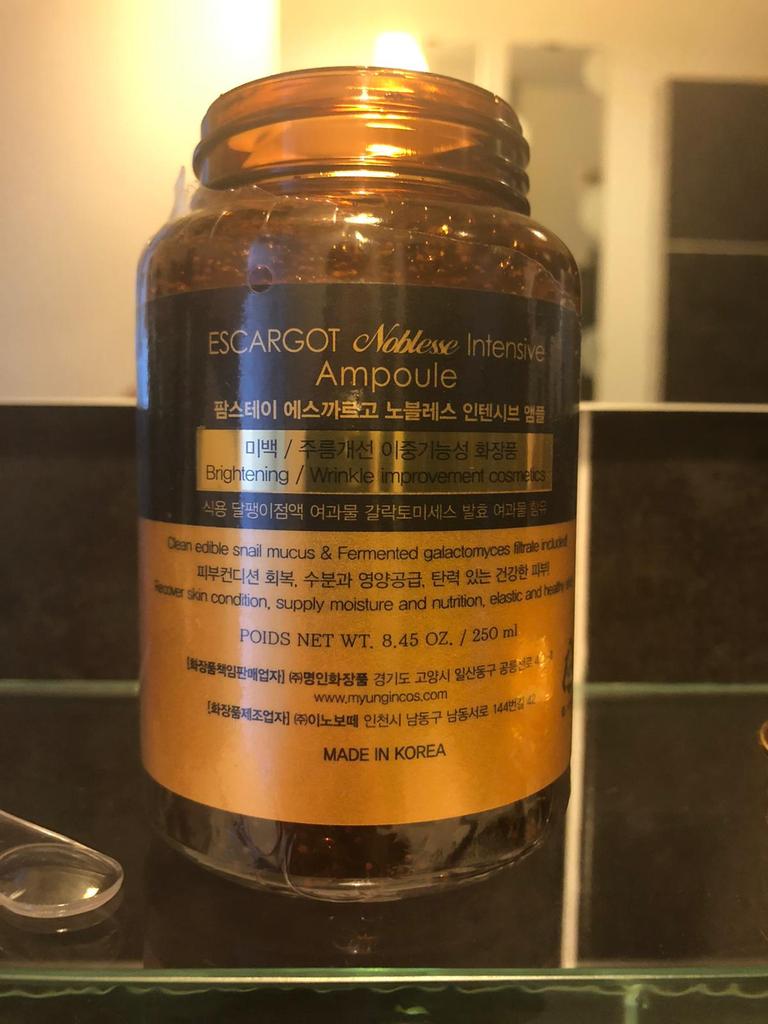 ESCARGOT Noblesse Intensive
Ampoule
팜스테이 에스까르고 노블레스 인텐시브 앰플
미백 / 주름개선 이중기능성 화장품
Brightening / Wrinkle improvement cosmetics
식용 달팽이점액 여과물 갈락토미세스 발효 여과물 함유
Clean edible snail mucus & Fermented galactomyces filtrate included
피부컨디션 회복, 수분과 영양공급, 탄력 있는 건강한 피부!
Recover skin condition, supply moisture and nutrition, elastic and healthy
POIDS NET WT. 8.45 OZ. / 250 ml
[화장품책임판매업자] ㈜명인화장품 경기도 고양시 일산동구 공릉천로
www.myungincos.com
[화장품제조업자] ㈜이노보떼 인천시 남동구 남동서로 144번길 42
MADE IN KOREA